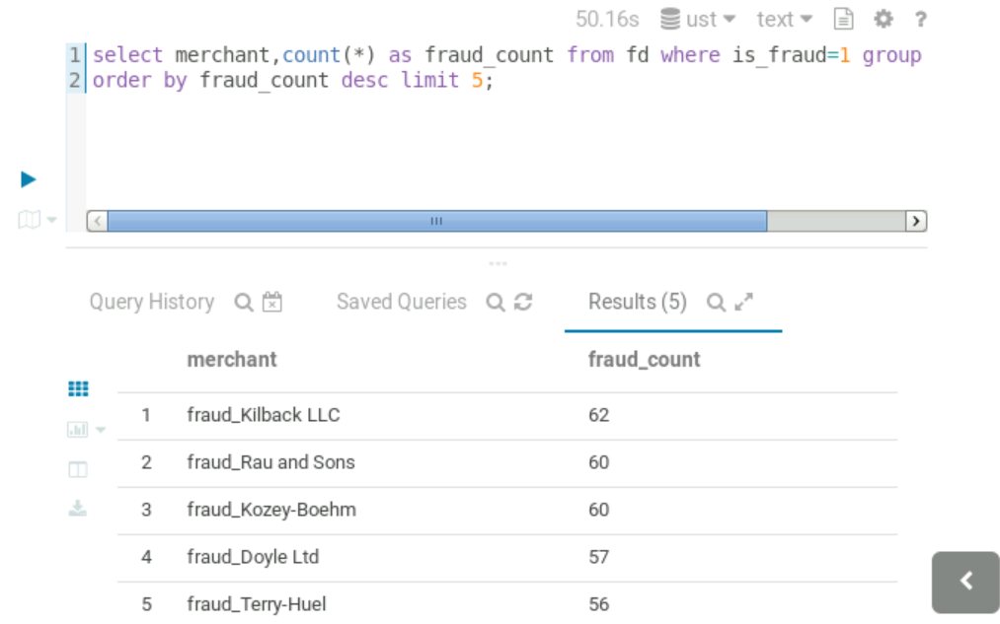 50.16s ust text ?
1 select merchant,count(*) as fraud_count from fd where is_fraud=1 group
2 order by fraud_count desc limit 5;
Query History Saved Queries Results (5)
merchant fraud_count
1 fraud_Kilback LLC 62
2 fraud_Rau and Sons 60
3 fraud_Kozey-Boehm 60
4 fraud_Doyle Ltd 57
5 fraud_Terry-Huel 56